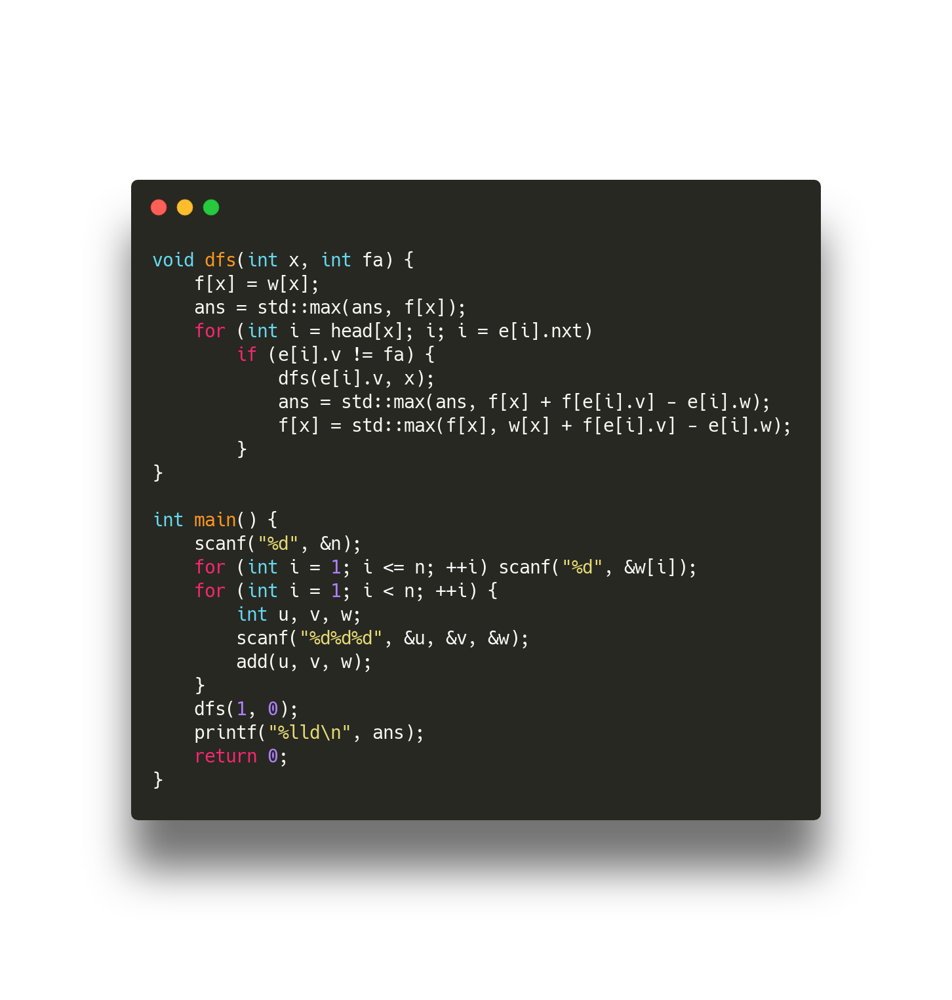 void dfs(int x, int fa) {
    f[x] = w[x];
    ans = std::max(ans, f[x]);
    for (int i = head[x]; i; i = e[i].nxt)
        if (e[i].v != fa) {
            dfs(e[i].v, x);
            ans = std::max(ans, f[x] + f[e[i].v] - e[i].w);
            f[x] = std::max(f[x], w[x] + f[e[i].v] - e[i].w);
        }
}

int main() {
    scanf("%d", &n);
    for (int i = 1; i <= n; ++i) scanf("%d", &w[i]);
    for (int i = 1; i < n; ++i) {
        int u, v, w;
        scanf("%d%d%d", &u, &v, &w);
        add(u, v, w);
    }
    dfs(1, 0);
    printf("%lld\n", ans);
    return 0;
}